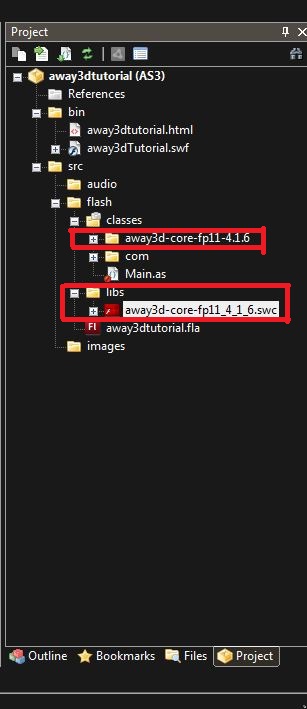 Project
away3dtutorial (AS3)
References
bin
away3dtutorial.html
away3dTutorial.swf
src
audio
flash
classes
away3d-core-fp11-4.1.6
com
Main.as
libs
away3d-core-fp11_4_1_6.swc
Fl away3dtutorial.fla
images
Outline Bookmarks Files Project